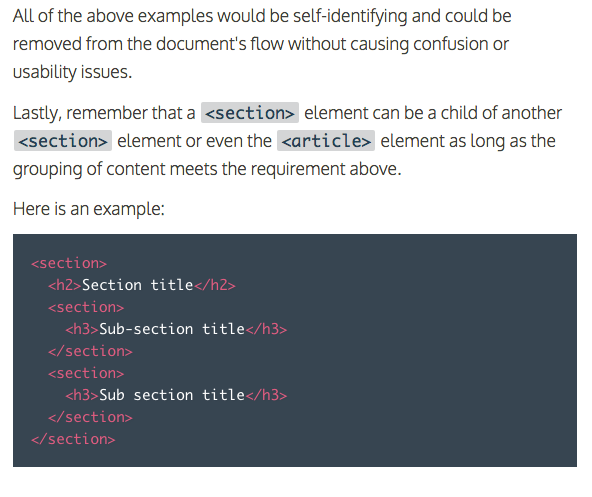 All of the above examples would be self-identifying and could be
removed from the document's flow without causing confusion or
usability issues.
Lastly, remember that a <section> element can be a child of another
<section> element or even the <article> element as long as the
grouping of content meets the requirement above.
Here is an example:
<section>
  <h2>Section title</h2>
  <section>
    <h3>Sub-section title</h3>
  </section>
  <section>
    <h3>Sub section title</h3>
  </section>
</section>